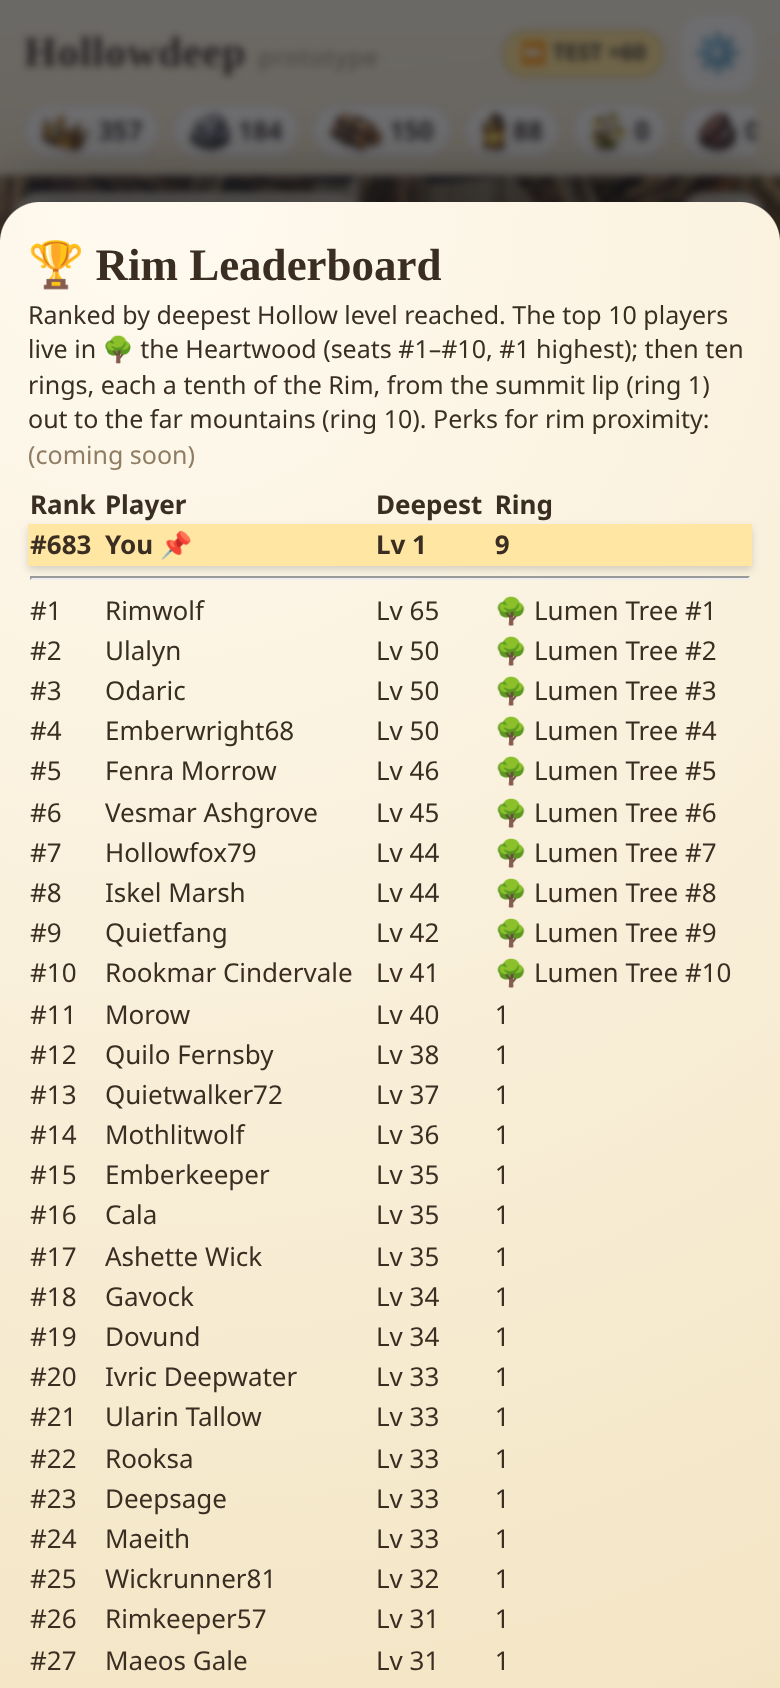 Hollowdeep prototype
TEST +60
357 184 150 88 0
Rim Leaderboard
Ranked by deepest Hollow level reached. The top 10 players
live in the Heartwood (seats #1–#10, #1 highest); then ten
rings, each a tenth of the Rim, from the summit lip (ring 1)
out to the far mountains (ring 10). Perks for rim proximity:
(coming soon)
Rank Player Deepest Ring
#683 You Lv 1 9
#1 Rimwolf Lv 65 Lumen Tree #1
#2 Ulalyn Lv 50 Lumen Tree #2
#3 Odaric Lv 50 Lumen Tree #3
#4 Emberwright68 Lv 50 Lumen Tree #4
#5 Fenra Morrow Lv 46 Lumen Tree #5
#6 Vesmar Ashgrove Lv 45 Lumen Tree #6
#7 Hollowfox79 Lv 44 Lumen Tree #7
#8 Iskel Marsh Lv 44 Lumen Tree #8
#9 Quietfang Lv 42 Lumen Tree #9
#10 Rookmar Cindervale Lv 41 Lumen Tree #10
#11 Morow Lv 40 1
#12 Quilo Fernsby Lv 38 1
#13 Quietwalker72 Lv 37 1
#14 Mothlitwolf Lv 36 1
#15 Emberkeeper Lv 35 1
#16 Cala Lv 35 1
#17 Ashette Wick Lv 35 1
#18 Gavock Lv 34 1
#19 Dovund Lv 34 1
#20 Ivric Deepwater Lv 33 1
#21 Ularin Tallow Lv 33 1
#22 Rooksa Lv 33 1
#23 Deepsage Lv 33 1
#24 Maeith Lv 33 1
#25 Wickrunner81 Lv 32 1
#26 Rimkeeper57 Lv 31 1
#27 Maeos Gale Lv 31 1